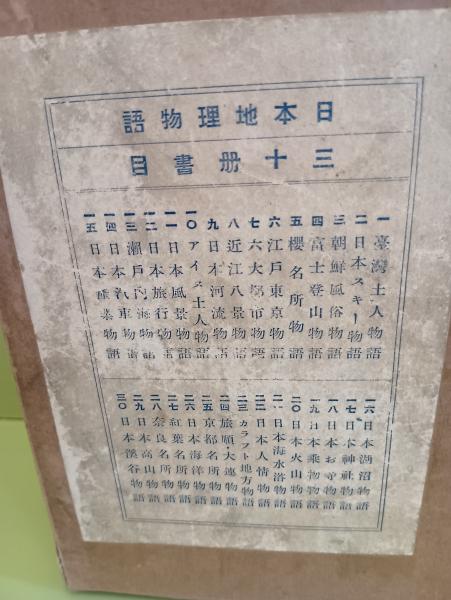 日本地理物語
三十册書目
一 臺灣土人物語
二 日本スキー物語
三 朝鮮風俗物語
四 富士登山物語
五 櫻名所物語
六 江戸東京物語
七 六大都市物語
八 近江八景物語
九 日本河流物語
一〇 アイヌ土人物語
一一 日本風景物語
一二 日本旅行物語
一三 瀨戸内海物語
一四 日本汽車物語
一五 日本 物語
一六 日本湖沼物語
一七 日本神社物語
一八 日本お寺物語
一九 日本乘物物語
二〇 日本火山物語
二一 日本海水浴物語
二二 日本人情物語
二三 カラフト地方物語
二四 旅順・大連物語
二五 京都名所物語
二六 日本海洋物語
二七 紅葉名所物語
二八 奈良名所物語
二九 日本高山物語
三〇 日本溪谷物語